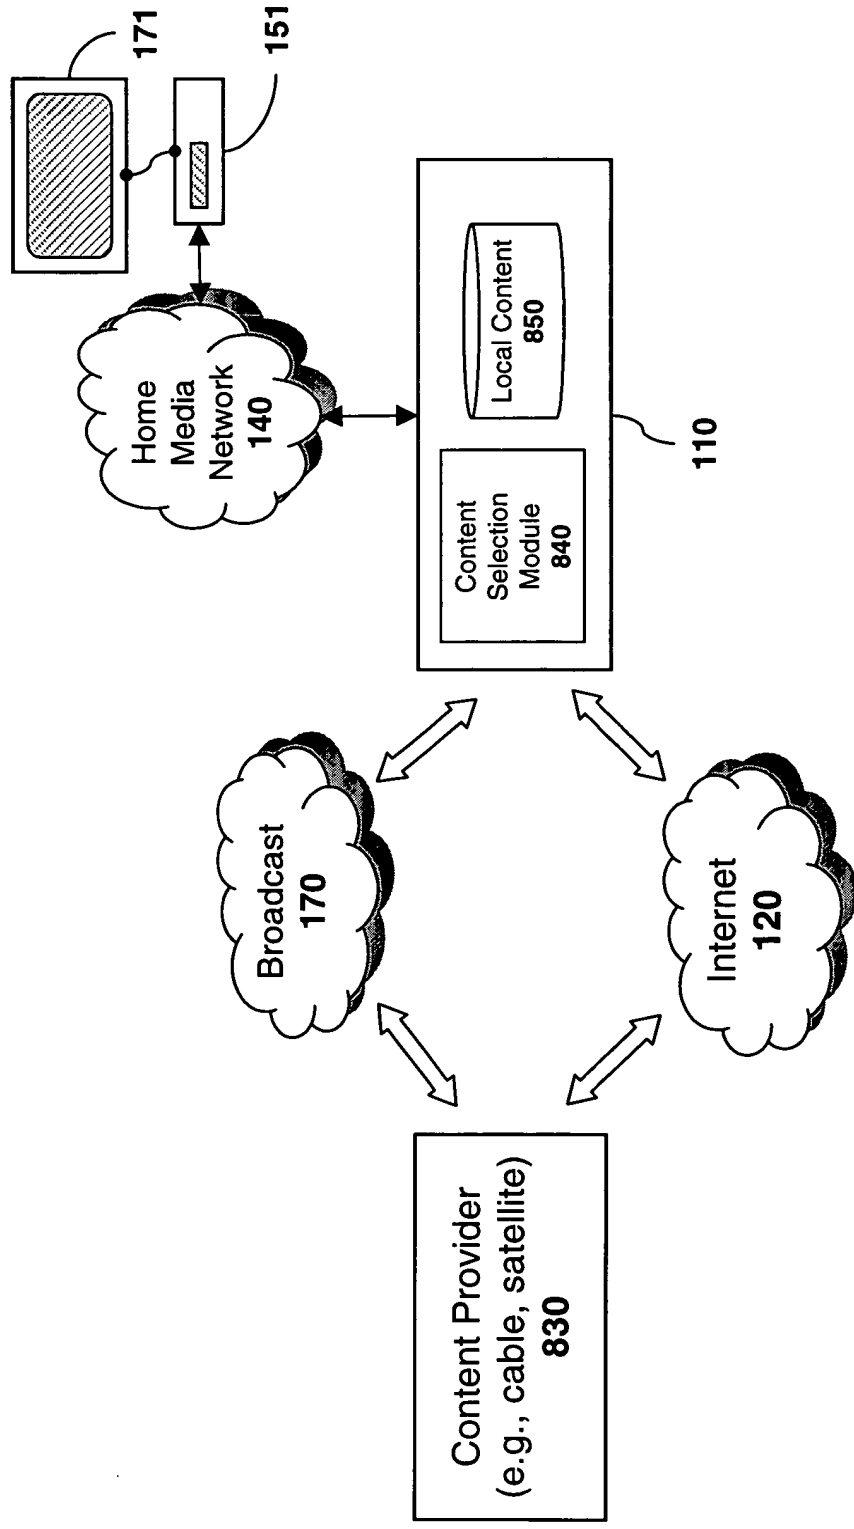 Content Provider
(e.g., cable, satellite)
830
Broadcast
170
Internet
120
Content
Selection
Module
840
Local Content
850
110
Home
Media
Network
140
171
151